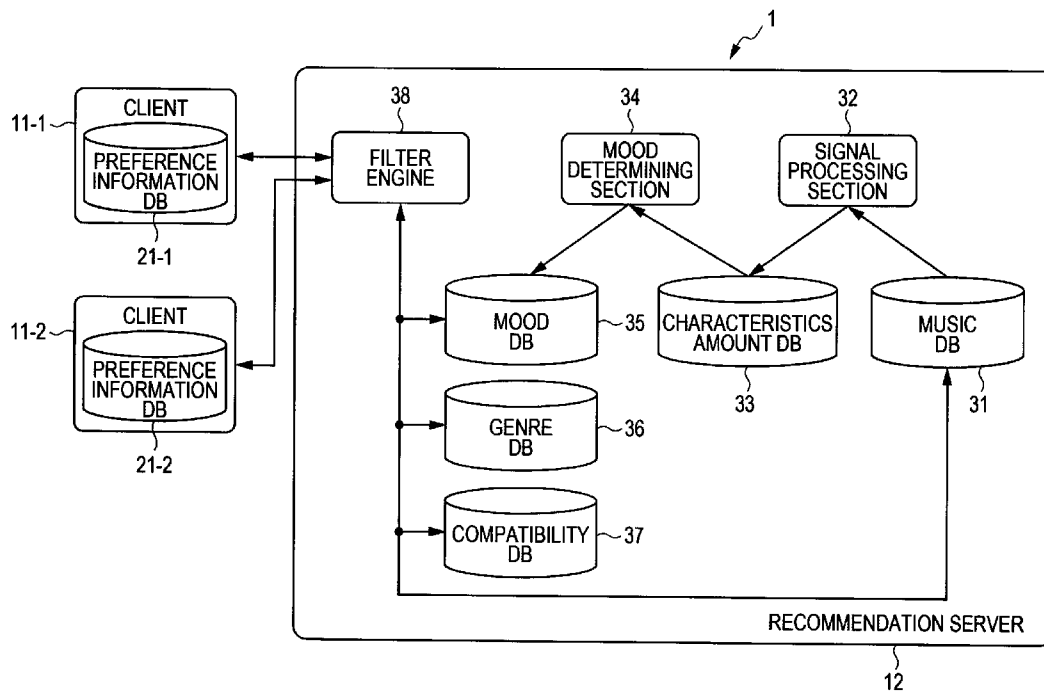 1
CLIENT
11-1
PREFERENCE
INFORMATION
DB
21-1
38
FILTER
ENGINE
34
MOOD
DETERMINING
SECTION
32
SIGNAL
PROCESSING
SECTION
CLIENT
11-2
PREFERENCE
INFORMATION
DB
21-2
MOOD
DB
35
CHARACTERISTICS
AMOUNT DB
33
MUSIC
DB
31
GENRE
DB
36
COMPATIBILITY
DB
37
RECOMMENDATION SERVER
12